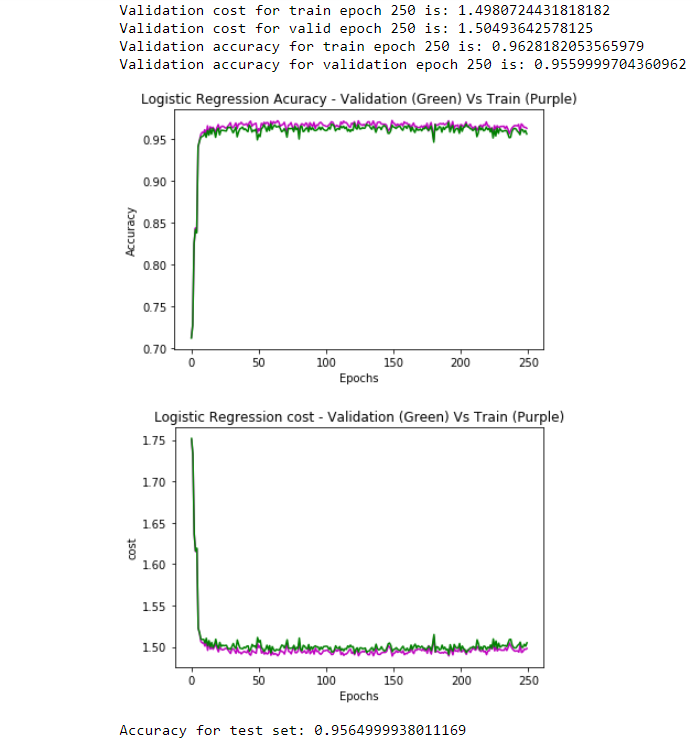 Validation cost for train epoch 250 is: 1.4980724431818182
Validation cost for valid epoch 250 is: 1.50493642578125
Validation accuracy for train epoch 250 is: 0.9628182053565979
Validation accuracy for validation epoch 250 is: 0.9559999704360962
Logistic Regression Acuracy - Validation (Green) Vs Train (Purple)
0.95
0.90
0.85
0.80
0.75
0.70
Accuracy
0 50 100 150 200 250
Epochs
Logistic Regression cost - Validation (Green) Vs Train (Purple)
1.75
1.70
1.65
1.60
1.55
1.50
cost
0 50 100 150 200 250
Epochs
Accuracy for test set: 0.9564999938011169